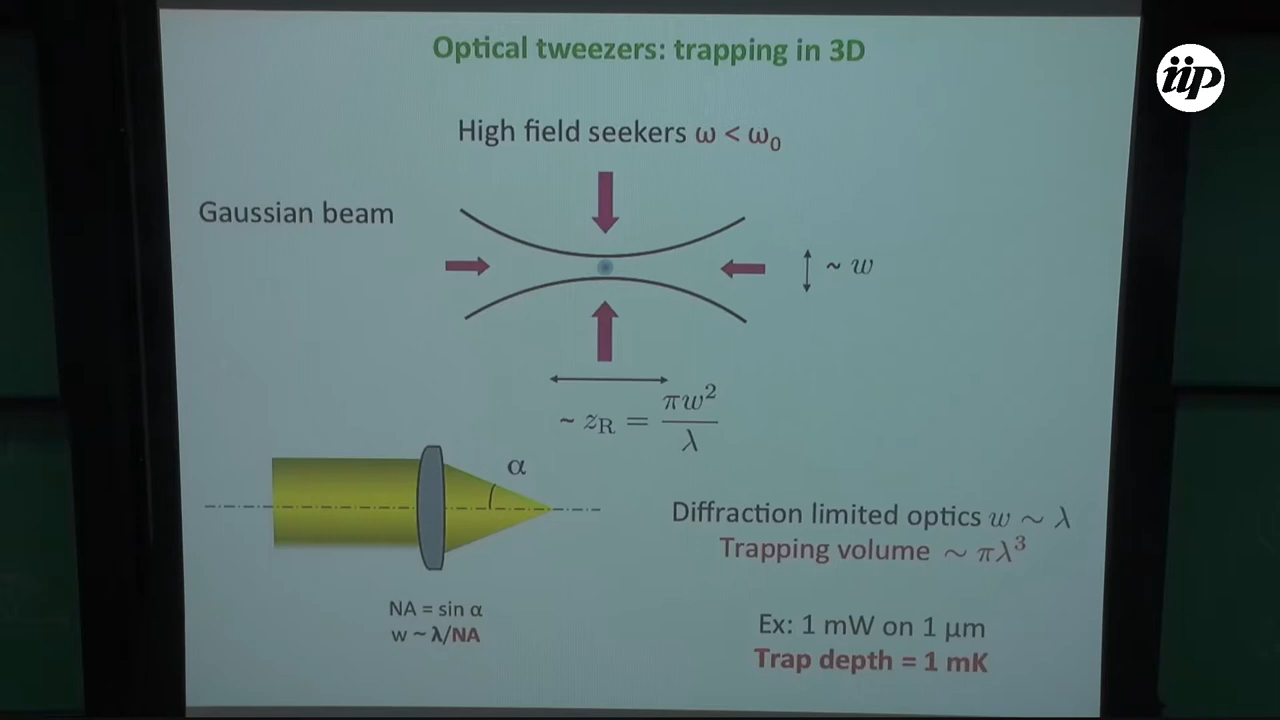 Optical tweezers: trapping in 3D
iip
High field seekers ω < ω₀
Gaussian beam
~ w
~ z_R = πw²/λ
α
Diffraction limited optics w ~ λ
Trapping volume ~ πλ³
NA = sin α
w ~ λ/NA
Ex: 1 mW on 1 μm
Trap depth = 1 mK